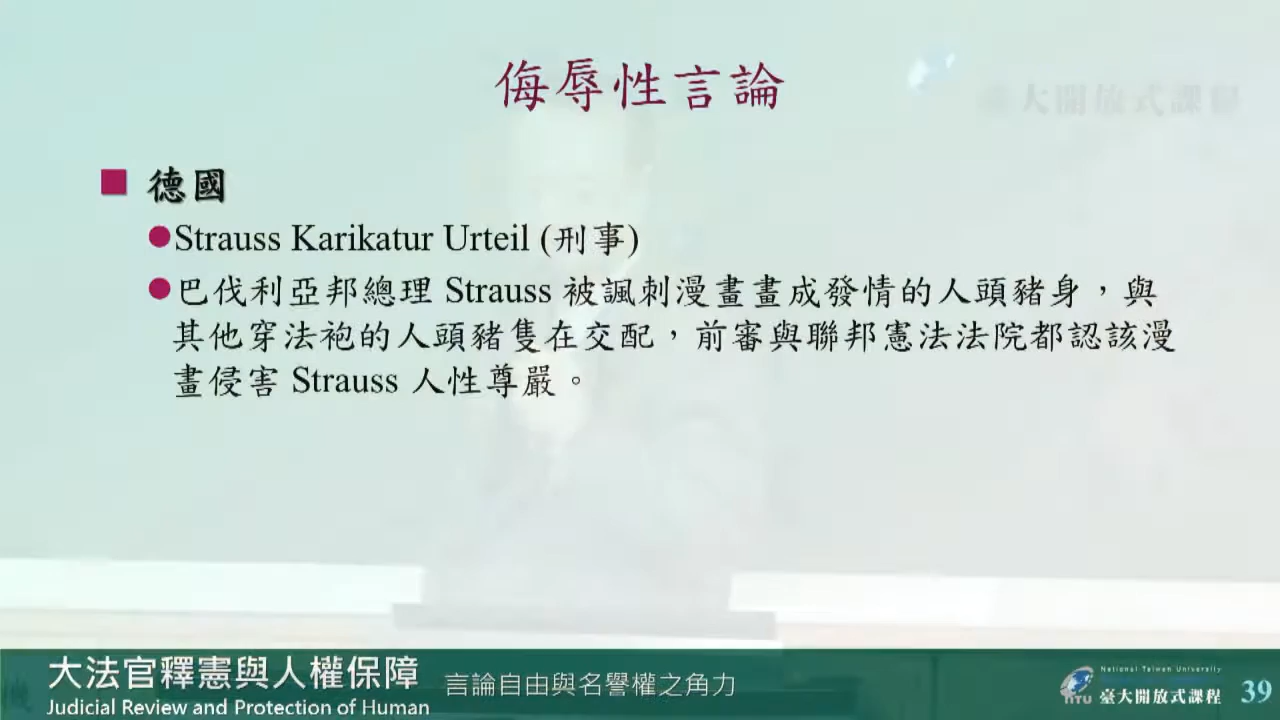 侮辱性言論
臺大開放式課程
德國
Strauss Karikatur Urteil (刑事)
巴伐利亞邦總理 Strauss 被諷刺漫畫畫成發情的人頭豬身，與
其他穿法袍的人頭豬隻在交配，前審與聯邦憲法法院都認該漫
畫侵害 Strauss 人性尊嚴。
大法官釋憲與人權保障
言論自由與名譽權之角力
Judicial Review and Protection of Human
National Taiwan University
NTU 臺大開放式課程
39